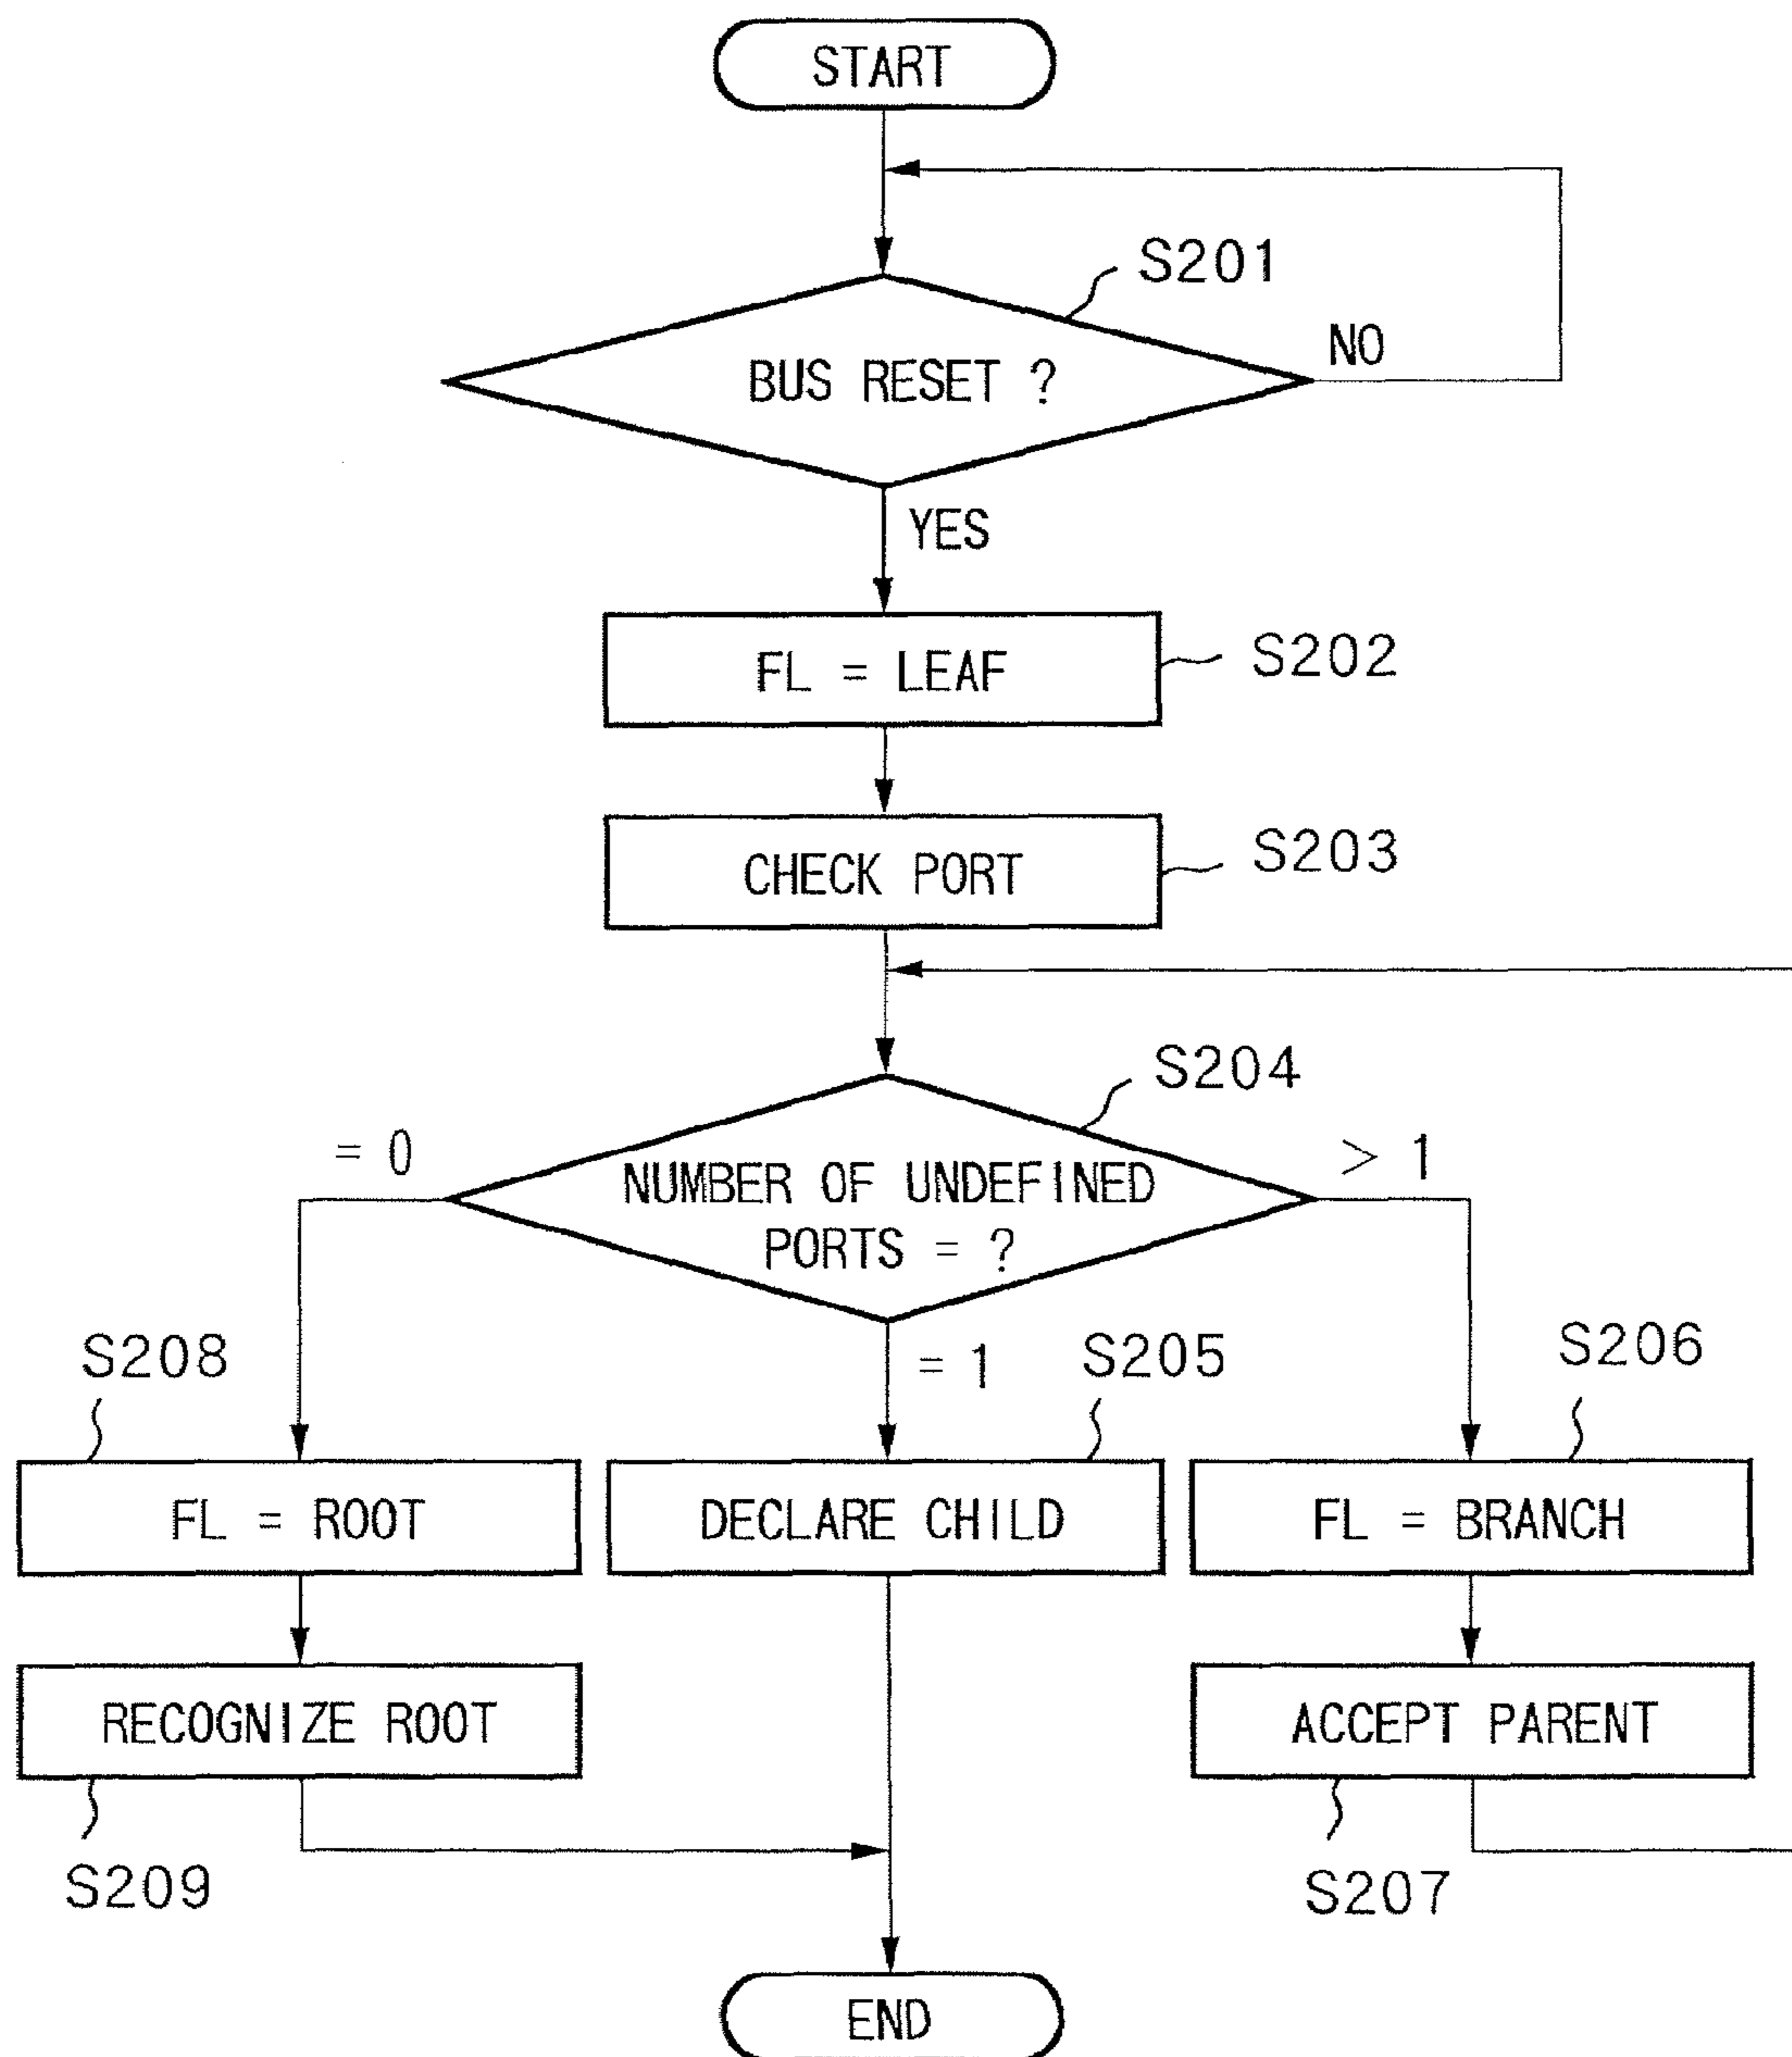 START
S201
NO
BUS RESET ?
YES
FL = LEAF
S202
CHECK PORT
S203
S204
= 0
> 1
NUMBER OF UNDEFINED
PORTS = ?
S208
= 1
S205
S206
FL = ROOT
DECLARE CHILD
FL = BRANCH
RECOGNIZE ROOT
ACCEPT PARENT
S209
S207
END